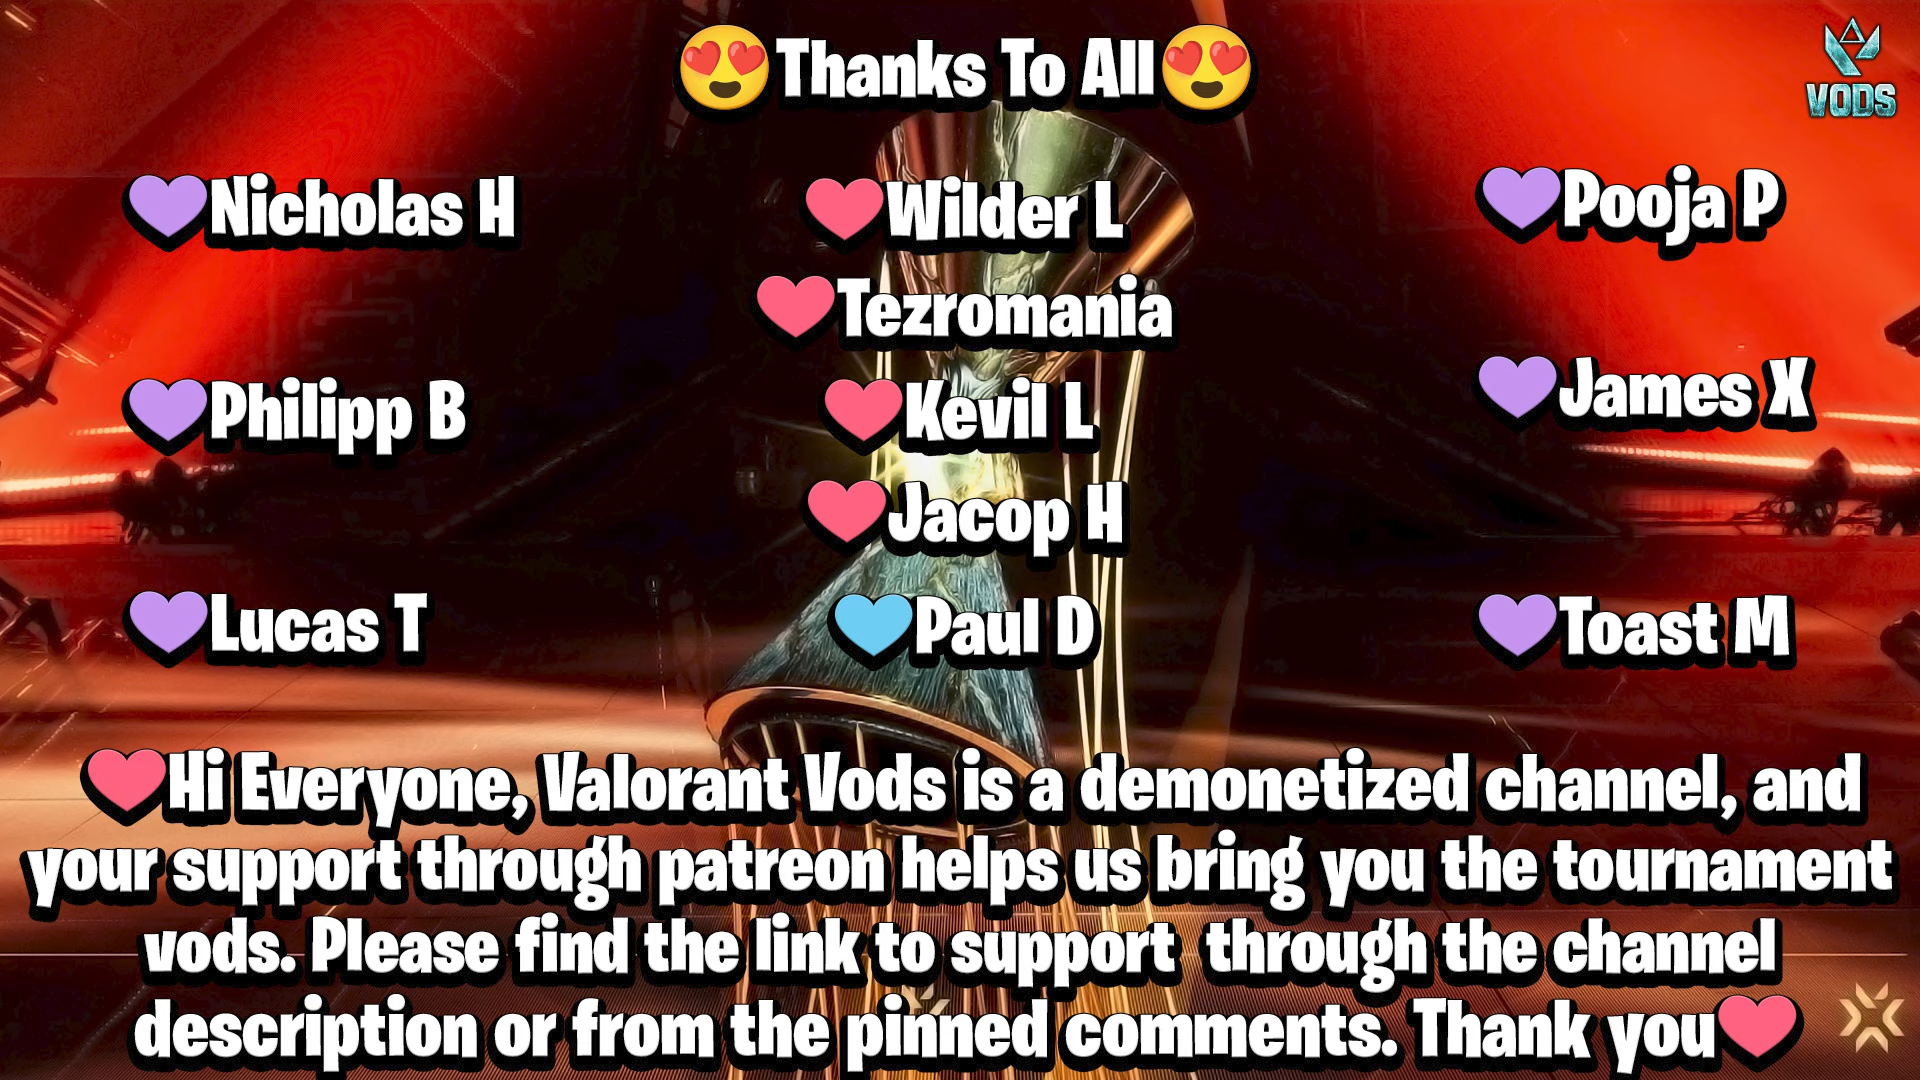 😍Thanks To All😍
VODS
💜Nicholas H
❤Wilder L
💜Pooja P
❤Tezromania
💜Philipp B
❤Kevil L
💜James X
❤Jacop H
💜Lucas T
💙Paul D
💜Toast M
❤Hi Everyone, Valorant Vods is a demonetized channel, and
your support through patreon helps us bring you the tournament
vods. Please find the link to support through the channel
description or from the pinned comments. Thank you❤